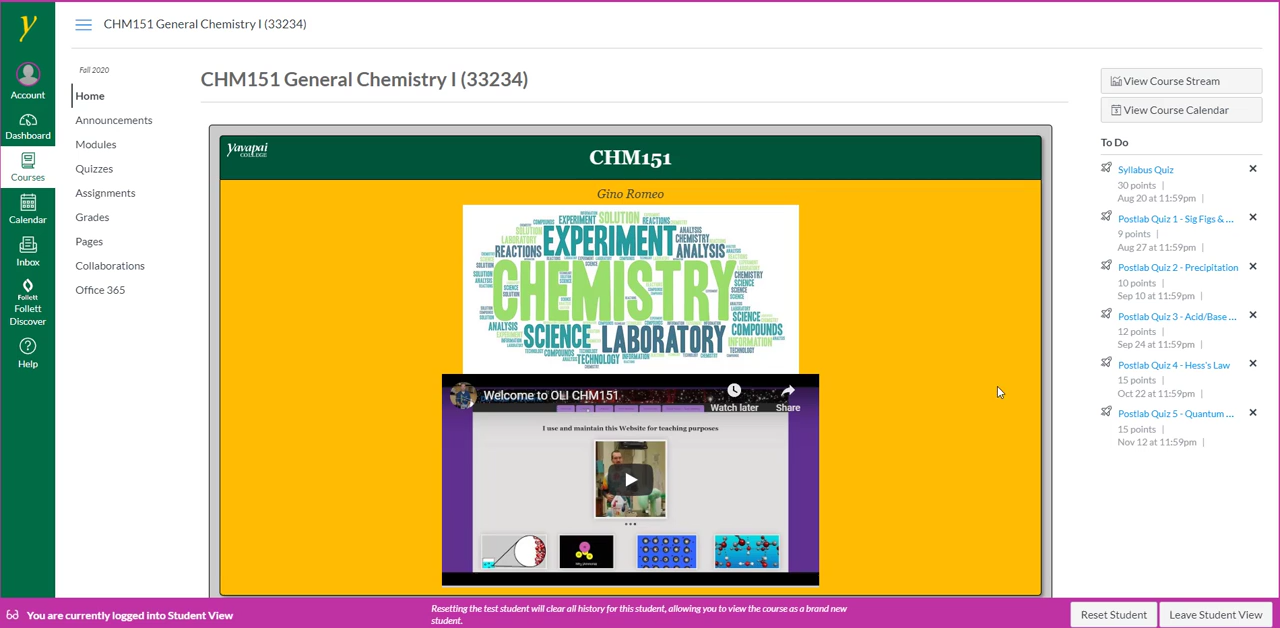 CHM151 General Chemistry I (33234)
Account
Dashboard
Courses
Calendar
Inbox
Follett
Follett
Discover
Help
Fall 2020
Home
Announcements
Modules
Quizzes
Assignments
Grades
Pages
Collaborations
Office 365
CHM151 General Chemistry I (33234)
Yavapai
COLLEGE
CHM151
Gino Romeo
EXPERIMENT SOLUTION
REACTIONS EXPERIMENT ANALYSIS
CHEMISTRY
SCIENCE LABORATORY COMPOUNDS
ANALYSIS
INFORMATION
TECHNOLOGY
Welcome to OLI CHM151
Watch later
Share
I use and maintain this Website for teaching purposes
View Course Stream
View Course Calendar
To Do
Syllabus Quiz
30 points |
Aug 20 at 11:59pm |
Postlab Quiz 1 - Sig Figs & ...
9 points |
Aug 27 at 11:59pm |
Postlab Quiz 2 - Precipitation
10 points |
Sep 10 at 11:59pm |
Postlab Quiz 3 - Acid/Base ...
12 points |
Sep 24 at 11:59pm |
Postlab Quiz 4 - Hess's Law
15 points |
Oct 22 at 11:59pm |
Postlab Quiz 5 - Quantum ...
15 points |
Nov 12 at 11:59pm |
You are currently logged into Student View
Resetting the test student will clear all history for this student, allowing you to view the course as a brand new
student.
Reset Student
Leave Student View